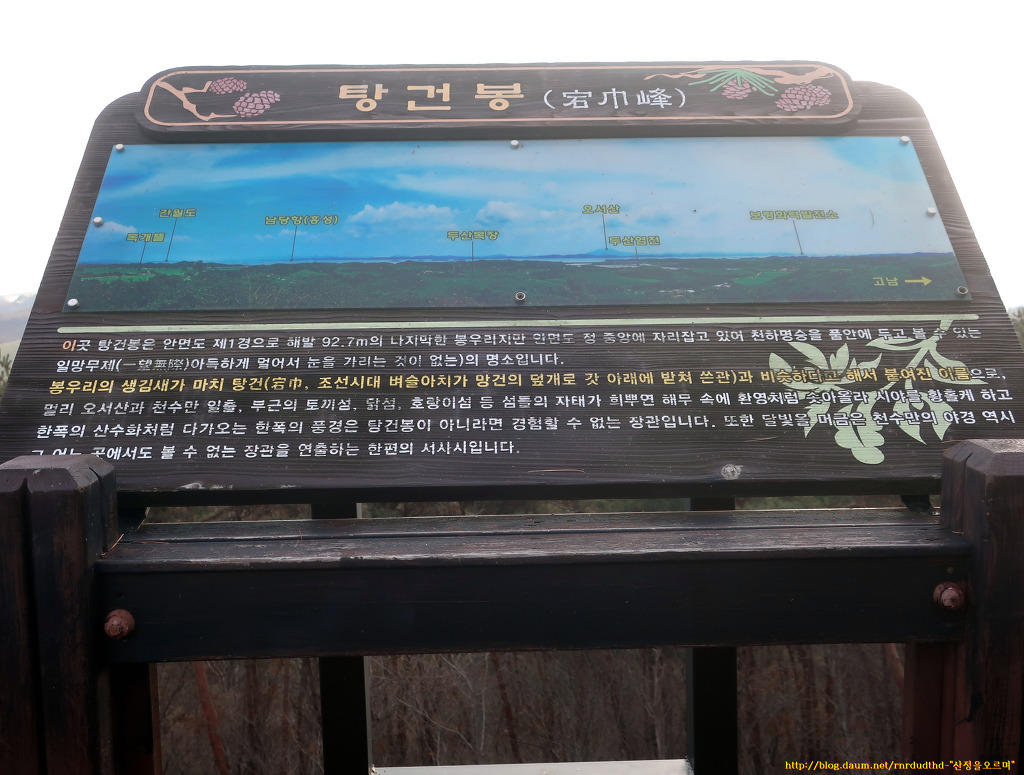 탕건봉 (宕巾峰)
간월도
남당항(홍성)
오서산
보령화력발전소
독개뻘
두산목장
두산염전
고남 →
이곳 탕건봉은 안면도 제1경으로 해발 92.7m의 나지막한 봉우리지만 안면도 정 중앙에 자리잡고 있어 천하명승을 품안에 두고 볼 수 있는
일망무제(一望無際)아득하게 멀어서 눈을 가리는 것이 없는)의 명소입니다.
봉우리의 생김새가 마치 탕건(宕巾, 조선시대 벼슬아치가 망건의 덮개로 갓 아래에 받쳐 쓴관)과 비슷하다고 해서 붙여진 이름으로,
멀리 오서산과 천수만 일출, 부근의 토끼섬, 닭섬, 호랑이섬 등 섬들의 자태가 희뿌연 해무 속에 환영처럼 솟아올라 시야를 황홀케 하고
한폭의 산수화처럼 다가오는 한폭의 풍경은 탕건봉이 아니라면 경험할 수 없는 장관입니다. 또한 달빛을 머금은 천수만의 야경 역시
그 어느 곳에서도 볼 수 없는 장관을 연출하는 한편의 서사시입니다.
http://blog.daum.net/rnrdudthd-"산정을오르며"